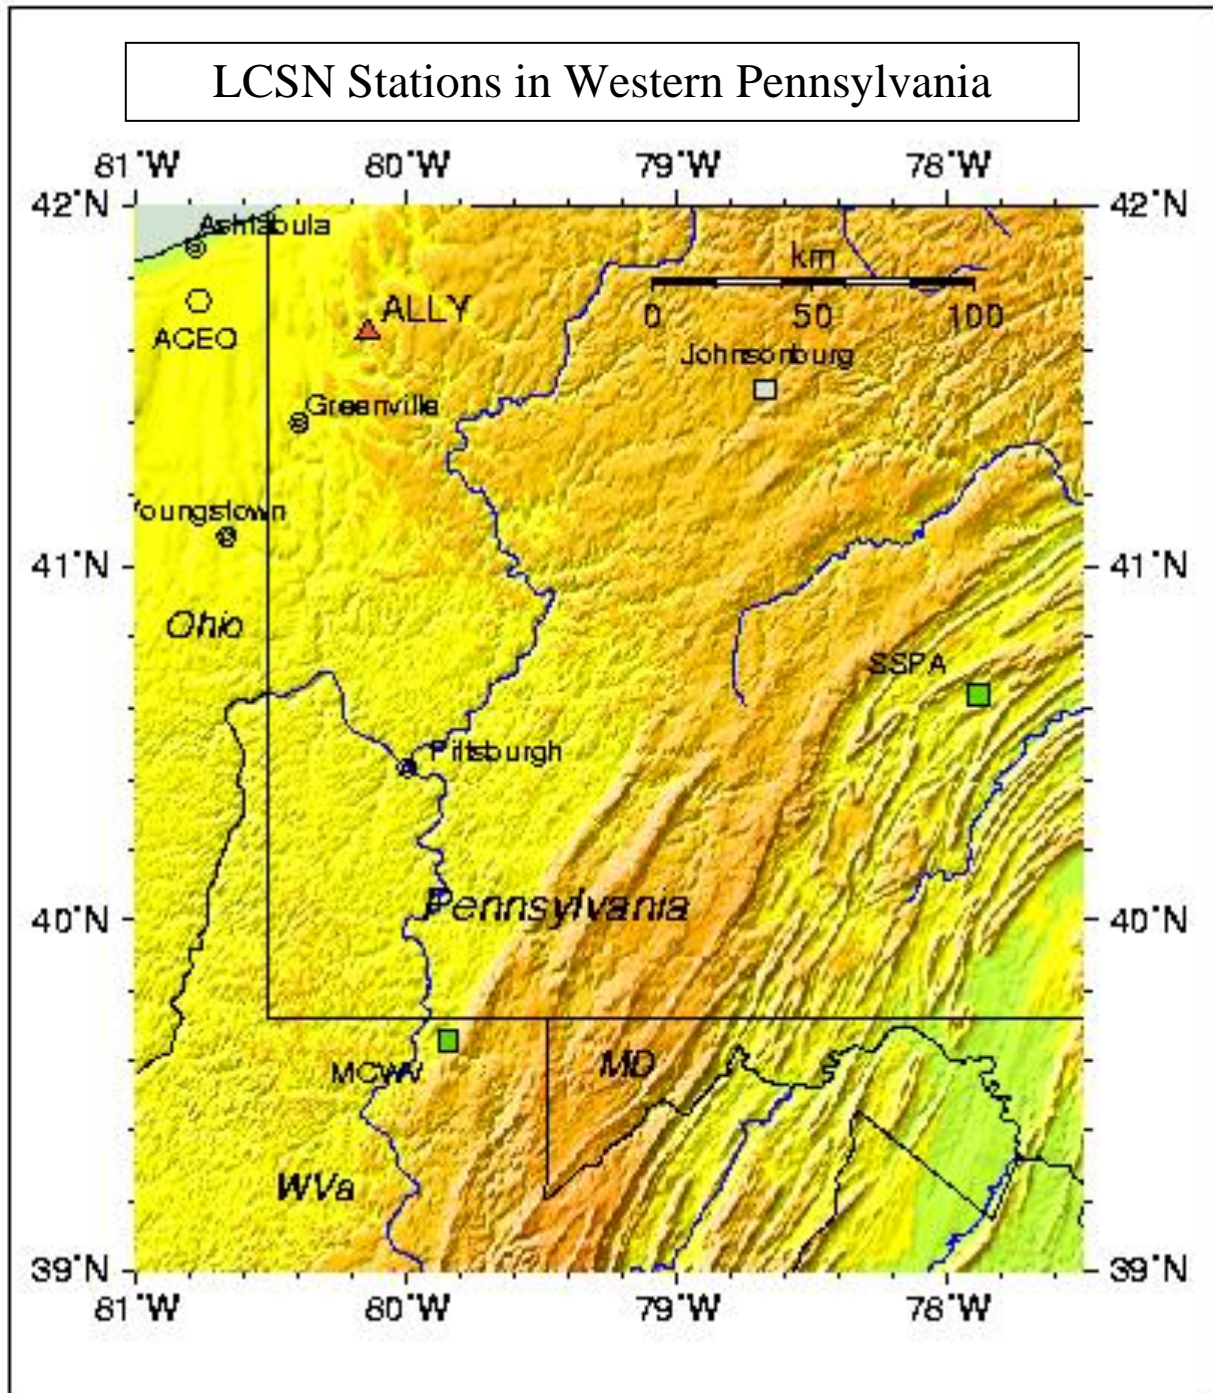 LCSN Stations in Western Pennsylvania
81°W 80°W 79°W 78°W
42°N 42°N
Ashtabula
km
ALLY
0 50 100
ACEO
Johnsonburg
Greenville
Youngstown
41°N 41°N
Ohio
SSPA
Pittsburgh
Pennsylvania
40°N 40°N
MD
MCWV
WVa
39°N 39°N
81°W 80°W 79°W 78°W